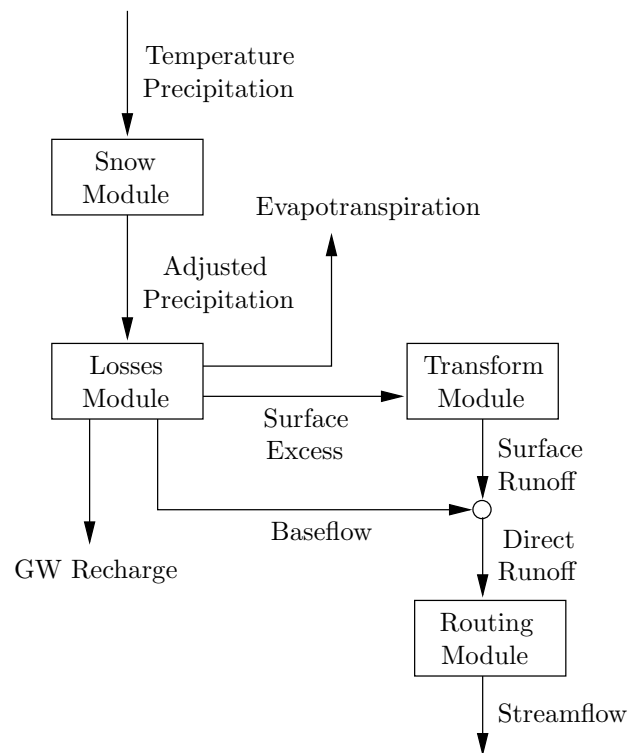 Temperature
Precipitation
Snow
Module
Evapotranspiration
Adjusted
Precipitation
Losses
Module
Transform
Module
Surface
Excess
Surface
Runoff
Baseflow
Direct
Runoff
GW Recharge
Routing
Module
Streamflow